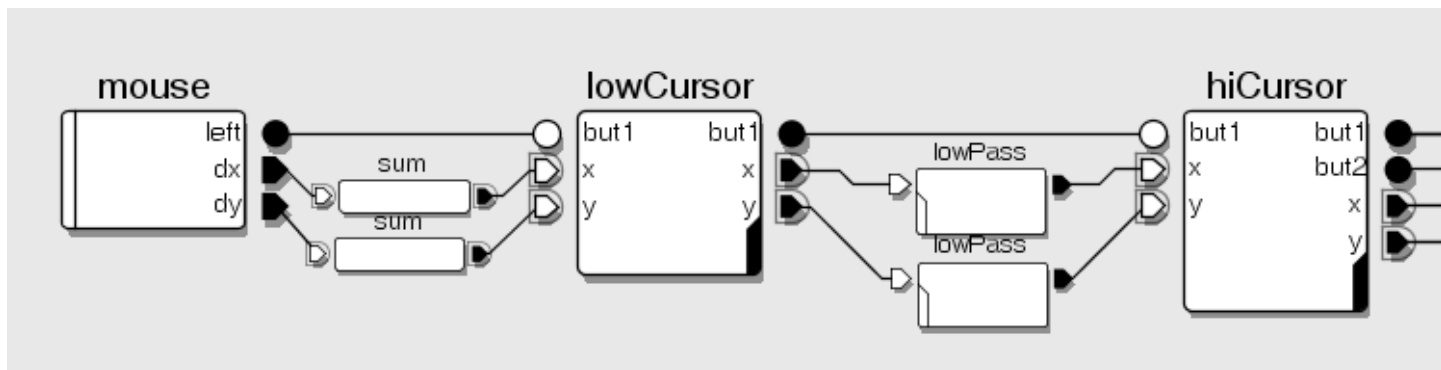 mouse
left
dx
dy
sum
sum
lowCursor
but1 but1
x x
y y
lowPass
lowPass
hiCursor
but1 but1
x but2
y x
y